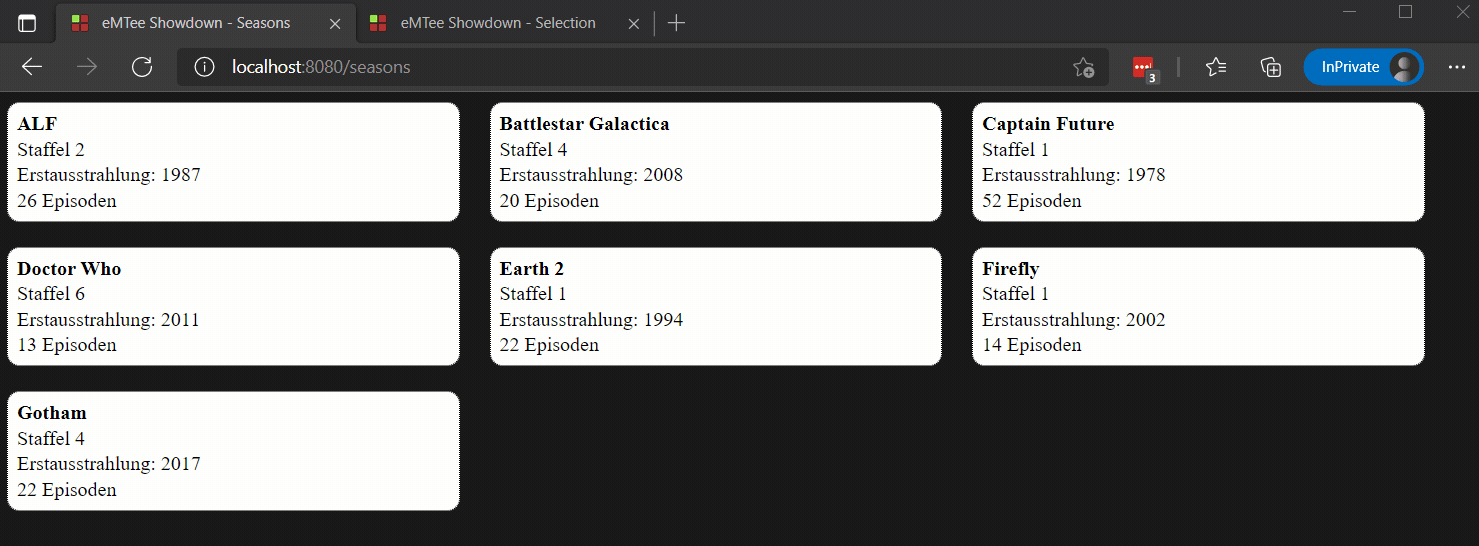 eMTee Showdown - Seasons
eMTee Showdown - Selection
localhost:8080/seasons
3
InPrivate
ALF
Staffel 2
Erstausstrahlung: 1987
26 Episoden
Battlestar Galactica
Staffel 4
Erstausstrahlung: 2008
20 Episoden
Captain Future
Staffel 1
Erstausstrahlung: 1978
52 Episoden
Doctor Who
Staffel 6
Erstausstrahlung: 2011
13 Episoden
Earth 2
Staffel 1
Erstausstrahlung: 1994
22 Episoden
Firefly
Staffel 1
Erstausstrahlung: 2002
14 Episoden
Gotham
Staffel 4
Erstausstrahlung: 2017
22 Episoden